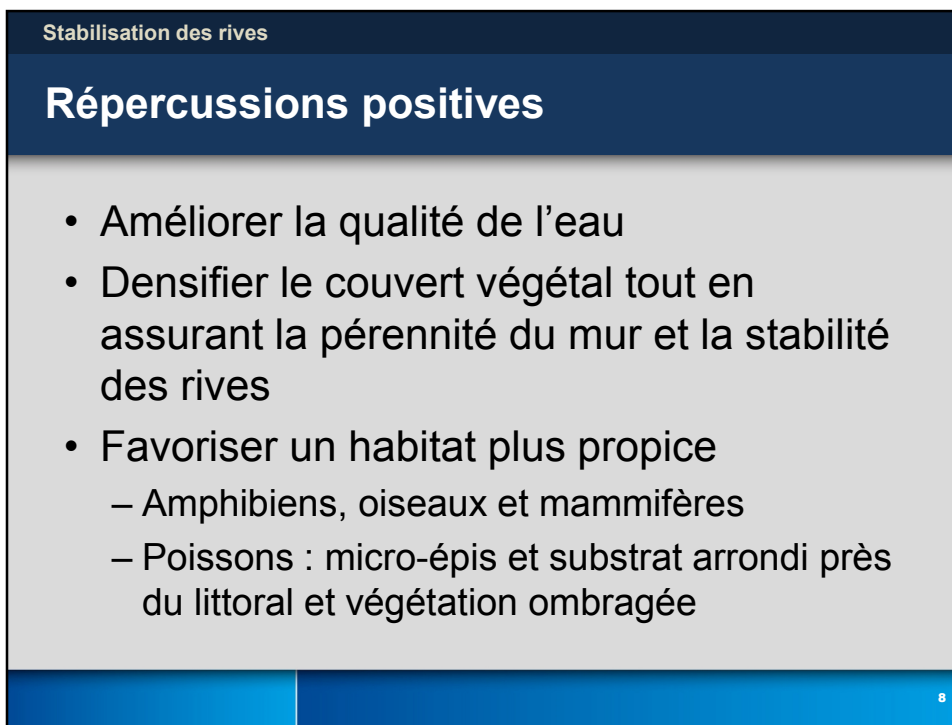 Stabilisation des rives
Répercussions positives
• Améliorer la qualité de l’eau
• Densifier le couvert végétal tout en
assurant la pérennité du mur et la stabilité
des rives
• Favoriser un habitat plus propice
– Amphibiens, oiseaux et mammifères
– Poissons : micro-épis et substrat arrondi près
du littoral et végétation ombragée
8